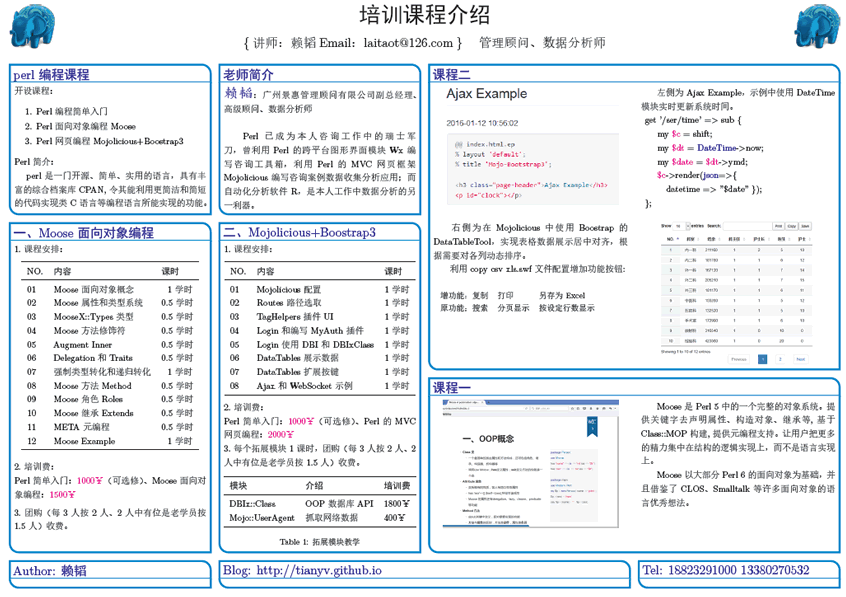 培训课程介绍
{ 讲师：赖韬 Email：laitaot@126.com } 管理顾问、数据分析师
perl 编程课程
开设课程：
1. Perl 编程简单入门
2. Perl 面向对象编程 Moose
3. Perl 网页编程 Mojolicious+Bootstrap3
Perl 简介：
perl 是一门开源、简单、实用的语言，具有丰
富的综合档案库 CPAN, 令其能利用更简洁和简短
的代码实现类 C 语言等编程语言所能实现的功能。
老师简介
赖韬：广州景惠管理顾问有限公司副总经理、
高级顾问、数据分析师
Perl 已成为本人咨询工作中的瑞士军
刀，曾利用 Perl 的跨平台图形界面模块 Wx 编
写咨询工具箱，利用 Perl 的 MVC 网页框架
Mojolicious 编写咨询案例数据收集分析应用；而
自动化分析软件 R，是本人工作中数据分析的另
一利器。
一、Moose 面向对象编程
1. 课程安排：
NO. 内容 课时
01 Moose 面向对象概念 1 学时
02 Moose 属性和类型系统 0.5 学时
03 MooseX::Types 类型 0.5 学时
04 Moose 方法修饰符 0.5 学时
05 Augment Inner 0.5 学时
06 Delegation 和 Traits 0.5 学时
07 强制类型转化和递归转化 1 学时
08 Moose 方法 Method 0.5 学时
09 Moose 角色 Roles 0.5 学时
10 Moose 继承 Extends 0.5 学时
11 META 元编程 0.5 学时
12 Moose Example 1 学时
2. 培训费：
Perl 简单入门：1000￥（可选修）、Moose 面向对
象编程：1500￥
3. 团购（每 3 人按 2 人、2 人中有位是老学员按
1.5 人）收费。
二、Mojolicious+Boostrap3
1. 课程安排：
NO. 内容 课时
01 Mojolicious 配置 1 学时
02 Routes 路径选取 1 学时
03 TagHelpers 插件 UI 1 学时
04 Login 和编写 MyAuth 插件 1 学时
05 Login 使用 DBI 和 DBIxClass 1 学时
06 DataTables 展示数据 1 学时
07 DataTables 扩展按键 1 学时
08 Ajax 和 WebSocket 示例 1 学时
2. 培训费：
Perl 简单入门：1000￥（可选修）、Perl 的 MVC
网页编程：2000￥
3. 每个拓展模块 1 课时，团购（每 3 人按 2 人、2
人中有位是老学员按 1.5 人）收费。
模块 介绍 培训费
DBIx::Class OOP 数据库 API 1800￥
Mojo::UserAgent 抓取网络数据 400￥
Table 1: 拓展模块教学
课程二
Ajax Example
2016-01-12 10:56:02
@@ index.html.ep
% layout 'default';
% title 'Mojo-Bootstrap3';
<h3 class="page-header">Ajax Example</h3>
<p id="clock"></p>
右侧为在 Mojolicious 中使用 Boostrap 的
DataTableTool，实现表格数据展示居中对齐，根
据需要对各列动态排序。
利用 copy csv xls.swf 文件配置增加功能按钮：
增功能：复制 打印 另存为 Excel
原功能：搜索 分页显示 按设定行数显示
左侧为 Ajax Example，示例中使用 DateTime
模块实时更新系统时间。
get '/ser/time' => sub {
my $c = shift;
my $dt = DateTime->now;
my $date = $dt->ymd;
$c->render(json=>{
datetime => "$date" });
};
Showing 1 to 10 of 12 entries
Previous 1 2 Next
课程一
一、OOP概念
Moose 是 Perl 5 中的一个完整的对象系统。提
供关键字去声明属性、构造对象、继承等, 基于
Class::MOP 构建, 提供元编程支持。让用户把更多
的精力集中在结构的逻辑实现上，而不是语言实现
上。
Moose 以大部分 Perl 6 的面向对象为基础，并
且借鉴了 CLOS、Smalltalk 等许多面向对象的语
言优秀想法。
Author: 赖韬
Blog: http://tianyv.github.io
Tel: 18823291000 13380270532